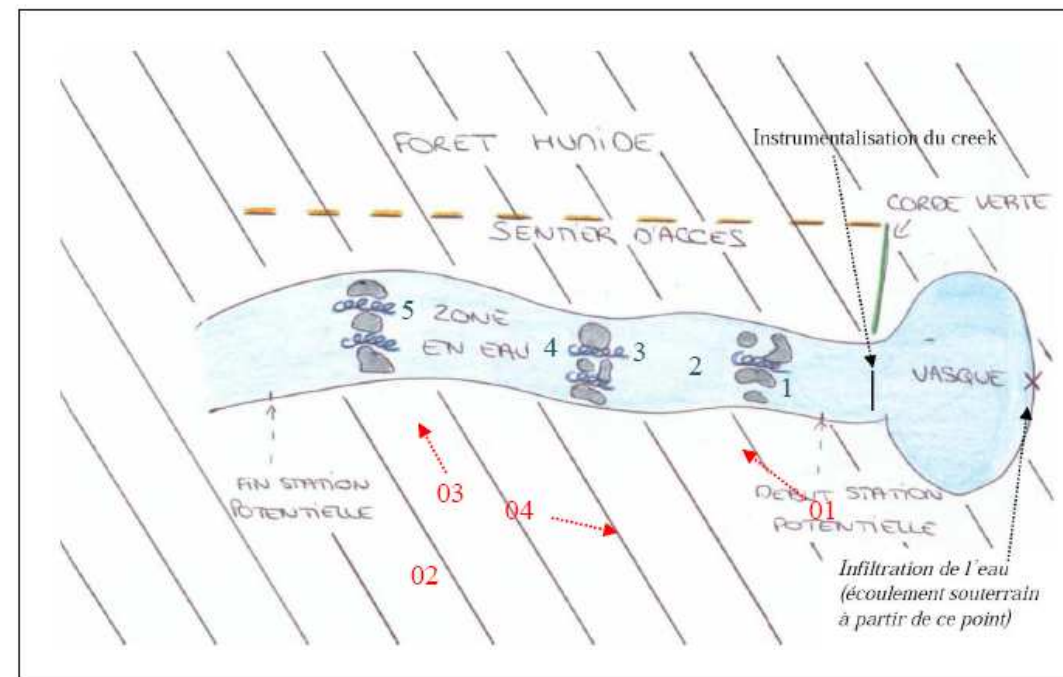 Instrumentalisation du creek
FORÊT HUMIDE
CORDE VERTE
SENTIER D'ACCES
5 ZONE
EN EAU 4 3
2
1
VASQUE
FIN STATION
POTENTIELLE
03
04
01
DEBUT STATION
POTENTIELLE
02
Infiltration de l'eau
(écoulement souterrain
à partir de ce point)